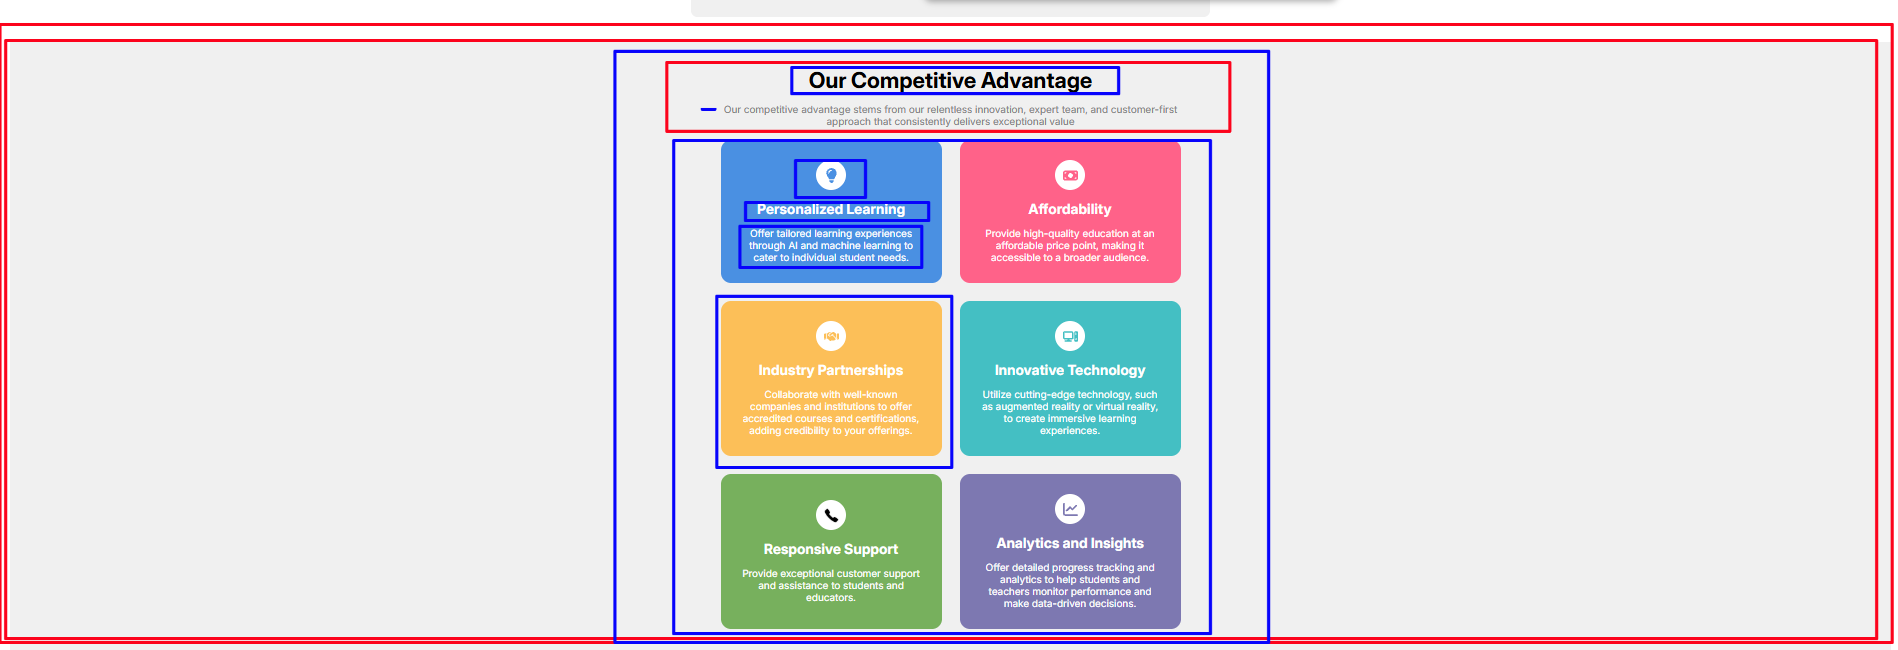 Our Competitive Advantage
Our competitive advantage stems from our relentless innovation, expert team, and customer-first
approach that consistently delivers exceptional value
Personalized Learning
Offer tailored learning experiences
through AI and machine learning to
cater to individual student needs.
Affordability
Provide high-quality education at an
affordable price point, making it
accessible to a broader audience.
Industry Partnerships
Collaborate with well-known
companies and institutions to offer
accredited courses and certifications,
adding credibility to your offerings.
Innovative Technology
Utilize cutting-edge technology, such
as augmented reality or virtual reality,
to create immersive learning
experiences.
Responsive Support
Provide exceptional customer support
and assistance to students and
educators.
Analytics and Insights
Offer detailed progress tracking and
analytics to help students and
teachers monitor performance and
make data-driven decisions.